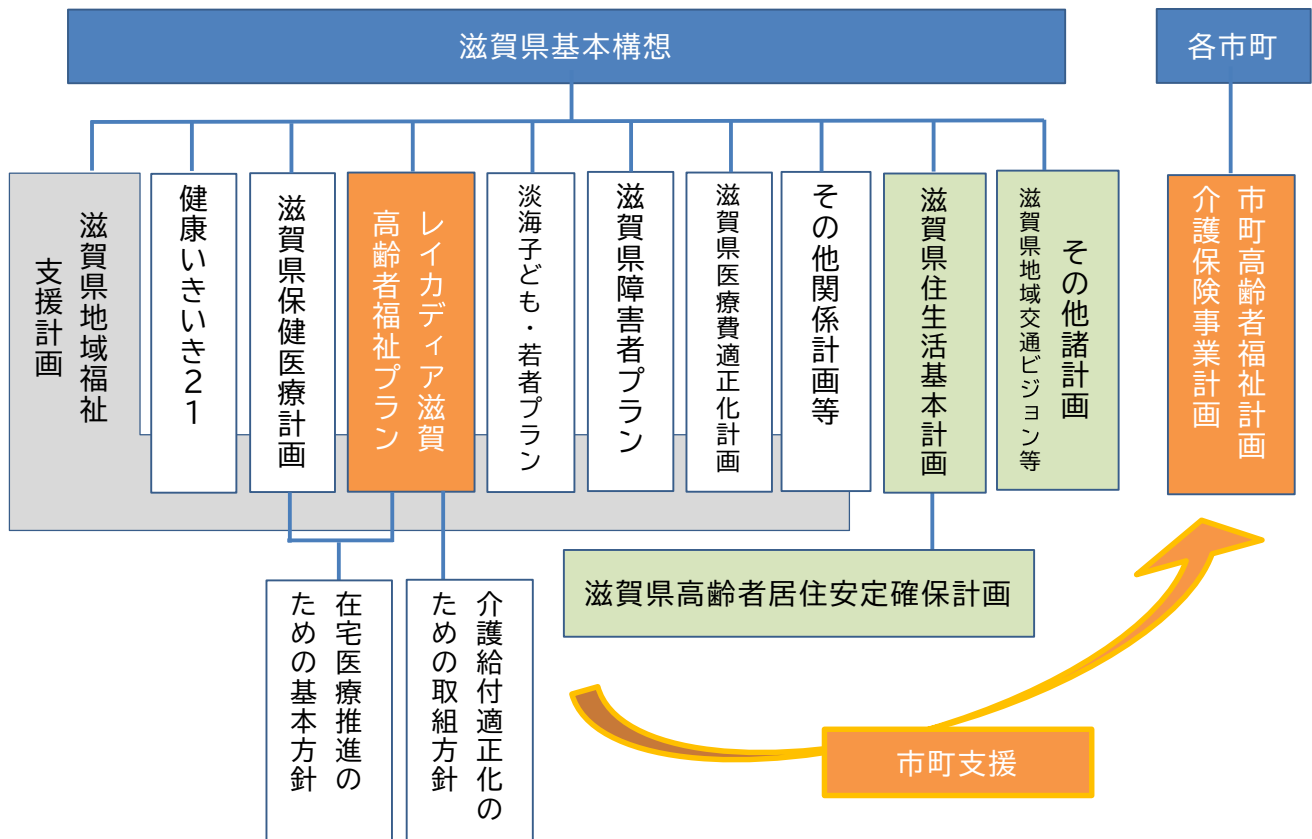 滋賀県基本構想
各市町
滋賀県地域福祉
支援計画
健康いきいき21
滋賀県保健医療計画
レイカディア滋賀
高齢者福祉プラン
淡海子ども・若者プラン
滋賀県障害者プラン
滋賀県医療費適正化計画
その他関係計画等
滋賀県住生活基本計画
その他諸計画
滋賀県地域交通ビジョン等
市町高齢者福祉計画
介護保険事業計画
滋賀県高齢者居住安定確保計画
在宅医療推進の
ための基本方針
介護給付適正化の
ための取組方針
市町支援